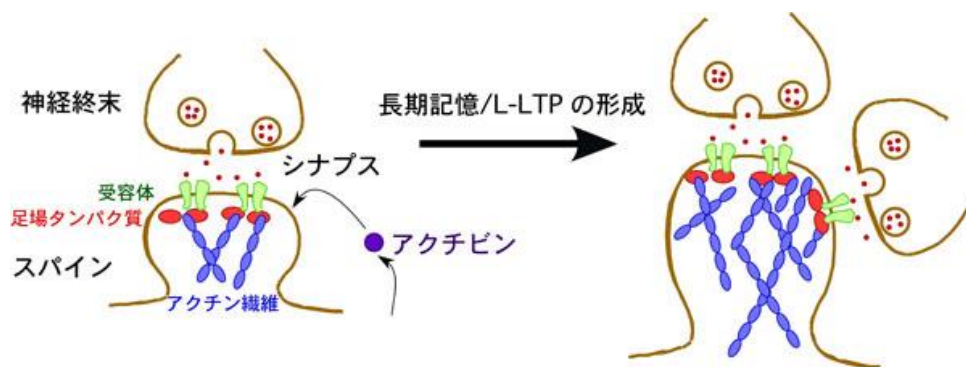 神経終末
長期記憶/L-LTP の形成
シナプス
受容体
足場タンパク質
アクチビン
スパイン
アクチン繊維